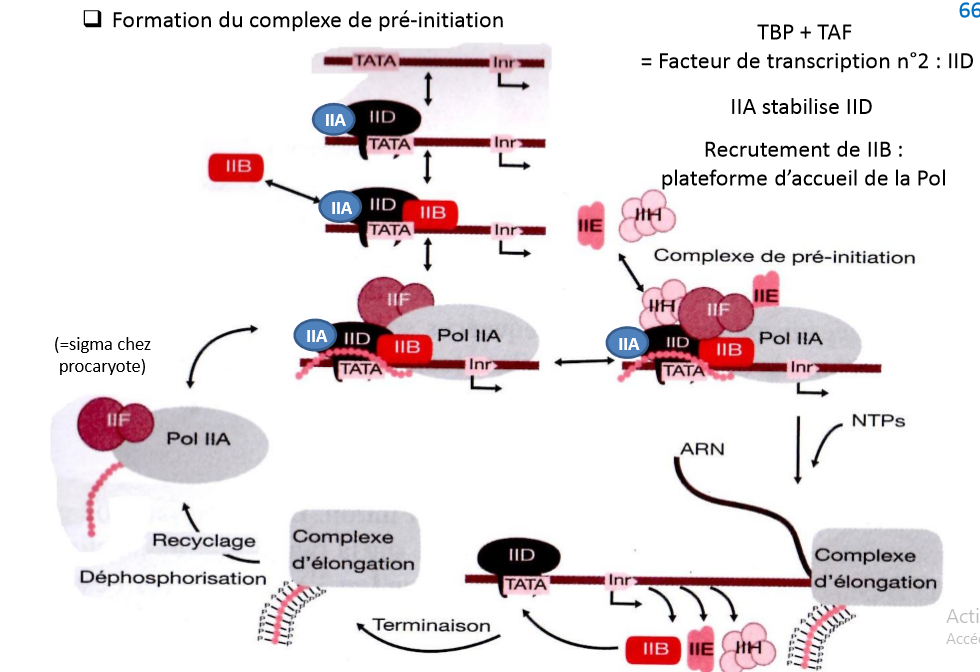 Formation du complexe de pré-initiation
66
TBP + TAF
= Facteur de transcription n°2 : IID
IIA stabilise IID
Recrutement de IIB :
plateforme d'accueil de la Pol
TATA
Inr
IIA
IID
TATA
Inr
IIB
IIA
IID
IIB
TATA
Inr
IIE
IIH
Complexe de pré-initiation
IIF
IIA
IID
IIB
Pol IIA
TATA
Inr
IIH
IIF
IIE
IIA
IID
IIB
Pol IIA
TATA
Inr
(=sigma chez
procaryote)
IIF
Pol IIA
NTPs
ARN
Recyclage
Déphosphorisation
Complexe
d'élongation
IID
TATA
Inr
Complexe
d'élongation
Terminaison
IIB
IIE
IIH
Acti
Accé